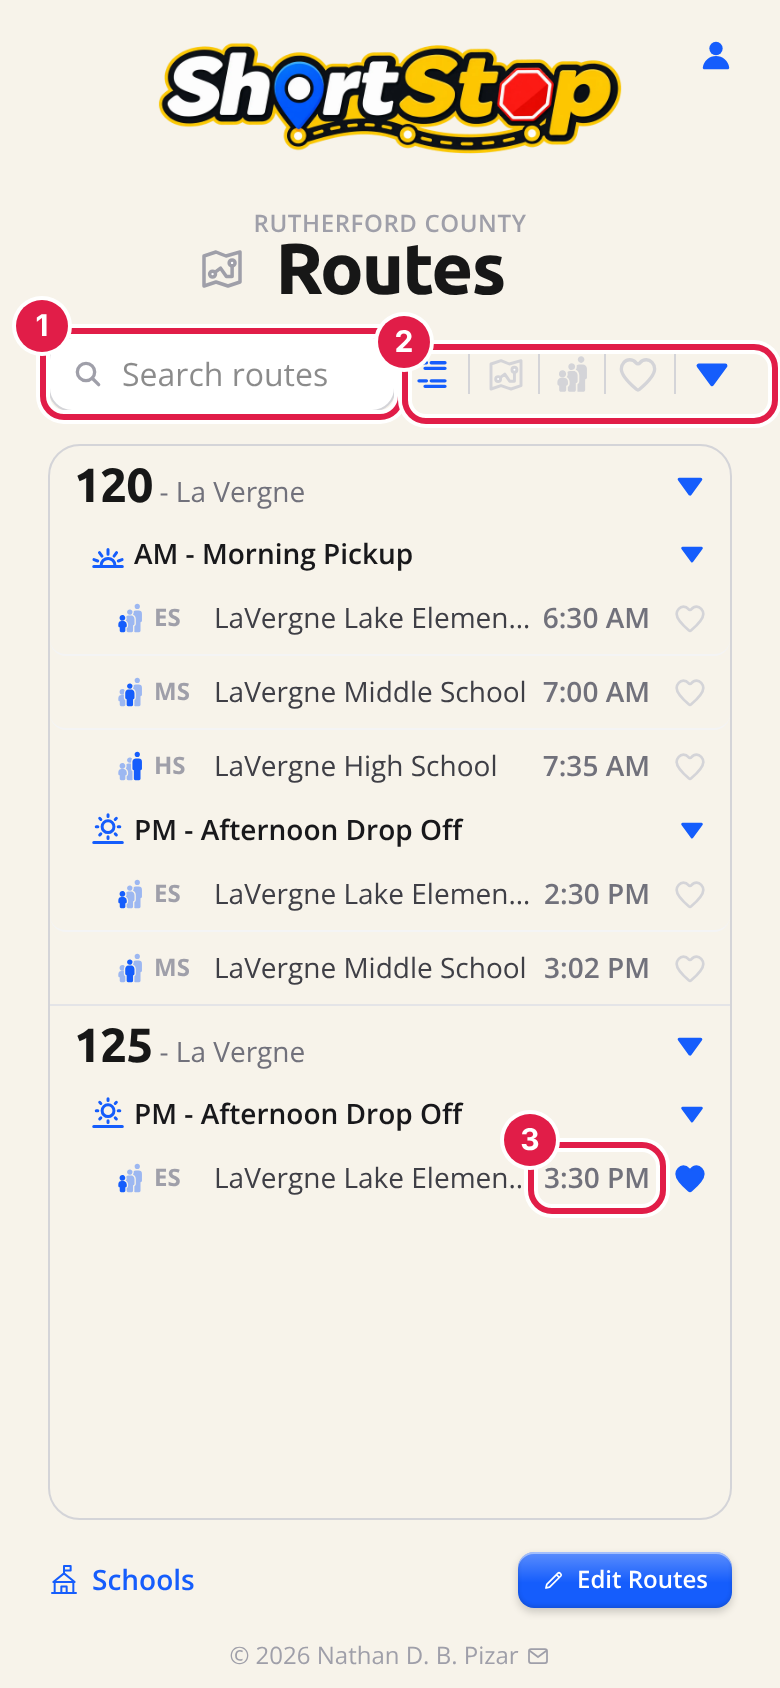 ShortStop
RUTHERFORD COUNTY
Routes
1
2
Search routes
120 - La Vergne
AM - Morning Pickup
ES LaVergne Lake Elemen... 6:30 AM
MS LaVergne Middle School 7:00 AM
HS LaVergne High School 7:35 AM
PM - Afternoon Drop Off
ES LaVergne Lake Elemen... 2:30 PM
MS LaVergne Middle School 3:02 PM
125 - La Vergne
PM - Afternoon Drop Off
3
ES LaVergne Lake Elemen.. 3:30 PM
Schools
Edit Routes
© 2026 Nathan D. B. Pizar